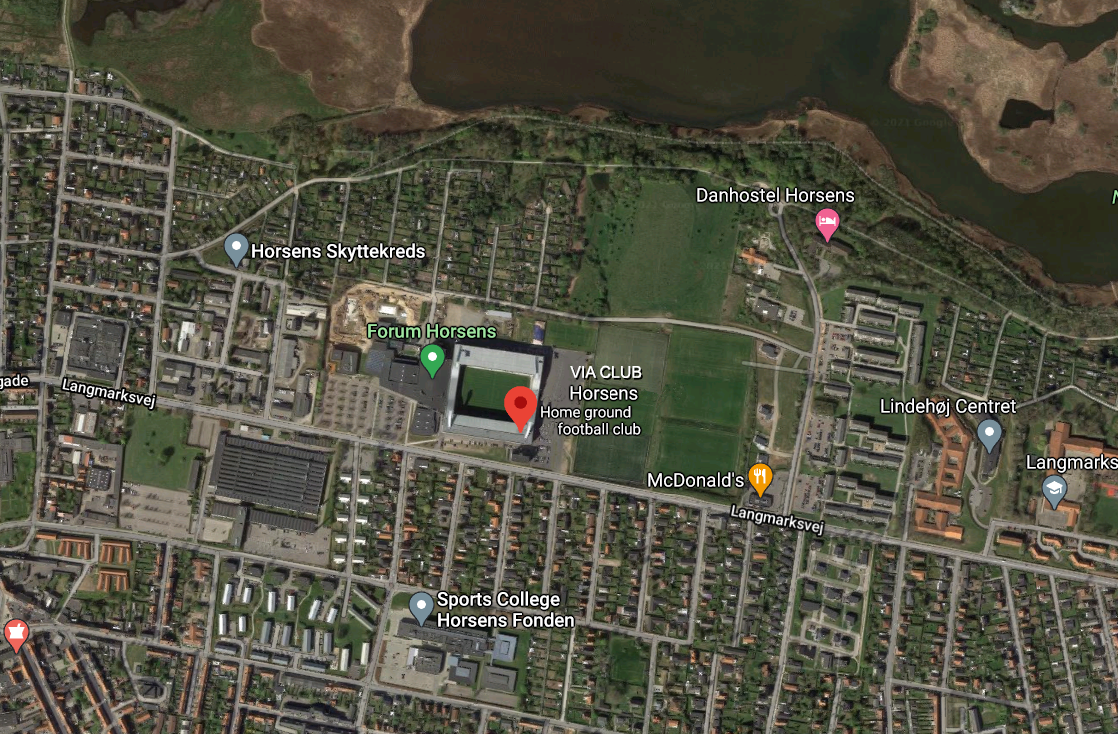 Danhostel Horsens
Horsens Skyttekreds
Forum Horsens
VIA CLUB
Horsens
Home ground
football club
gade
Langmarksvej
Lindehøj Centret
Langmarks
McDonald's
Langmarksvej
Sports College
Horsens Fonden